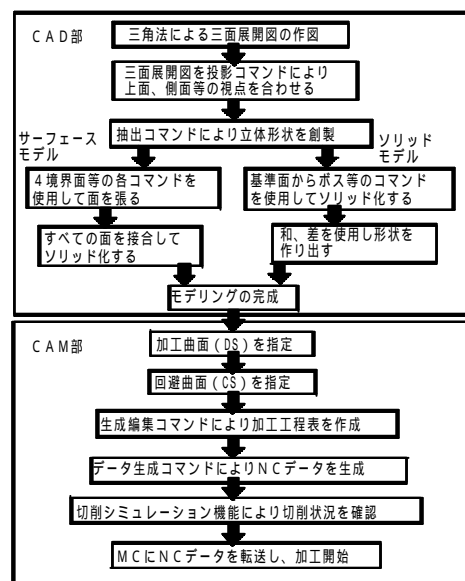 CAD部
三角法による三面展開図の作図
三面展開図を投影コマンドにより
上面、側面等の視点を合わせる
抽出コマンドにより立体形状を創製
サーフェース
モデル
ソリッド
モデル
4境界面等の各コマンドを
使用して面を張る
基準面からボス等のコマンド
を使用してソリッド化する
すべての面を接合して
ソリッド化する
和、差を使用し形状を
作り出す
モデリングの完成
CAM部
加工曲面(DS)を指定
回避曲面(CS)を指定
生成編集コマンドにより加工工程表を作成
データ生成コマンドによりNCデータを生成
切削シミュレーション機能により切削状況を確認
MCにNCデータを転送し、加工開始